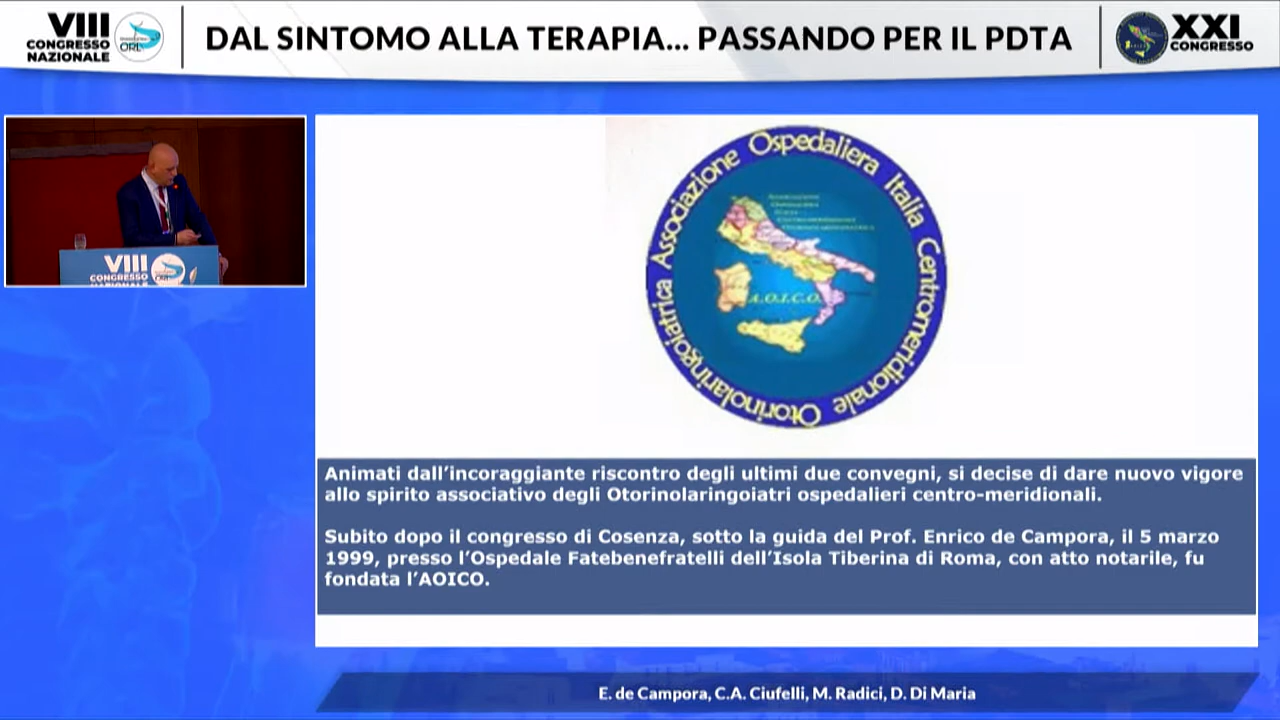 VIII
CONGRESSO
NAZIONALE
ORL
DAL SINTOMO ALLA TERAPIA... PASSANDO PER IL PDTA
XXI
CONGRESSO
VIII
CONGRESSO
NAZIONALE
Associazione Ospedaliera Italia Centromeridionale Otorinolaringoiatrica
A.O.I.C.O.
Animati dall'incoraggiante riscontro degli ultimi due convegni, si decise di dare nuovo vigore
allo spirito associativo degli Otorinolaringoiatri ospedalieri centro-meridionali.
Subito dopo il congresso di Cosenza, sotto la guida del Prof. Enrico de Campora, il 5 marzo
1999, presso l'Ospedale Fatebenefratelli dell'Isola Tiberina di Roma, con atto notarile, fu
fondata l'AOICO.
E. de Campora, C.A. Ciufelli, M. Radici, D. Di Maria